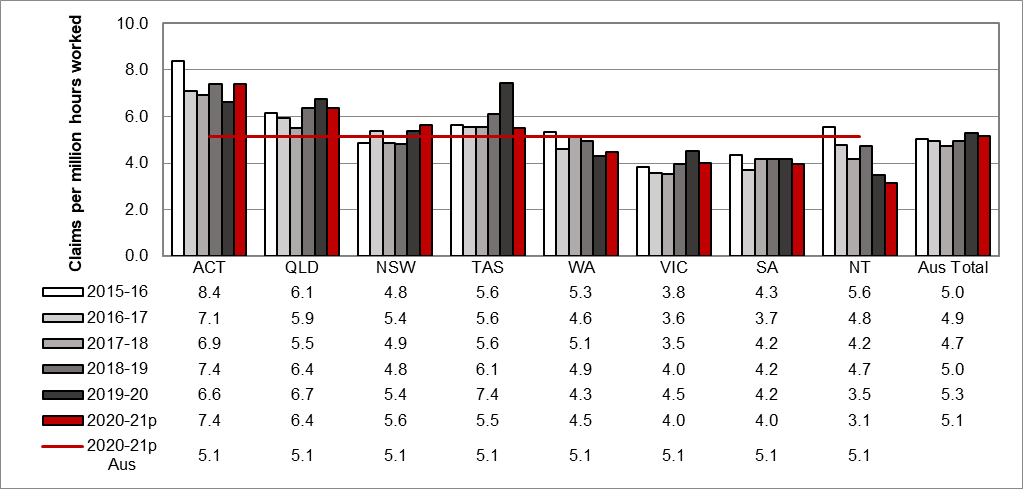 Claims per million hours worked
10.0
8.0
6.0
4.0
2.0
0.0
ACT QLD NSW TAS WA VIC SA NT Aus Total
2015-16 8.4 6.1 4.8 5.6 5.3 3.8 4.3 5.6 5.0
2016-17 7.1 5.9 5.4 5.6 4.6 3.6 3.7 4.8 4.9
2017-18 6.9 5.5 4.9 5.6 5.1 3.5 4.2 4.2 4.7
2018-19 7.4 6.4 4.8 6.1 4.9 4.0 4.2 4.7 5.0
2019-20 6.6 6.7 5.4 7.4 4.3 4.5 4.2 3.5 5.3
2020-21p 7.4 6.4 5.6 5.5 4.5 4.0 4.0 3.1 5.1
2020-21p
Aus 5.1 5.1 5.1 5.1 5.1 5.1 5.1 5.1